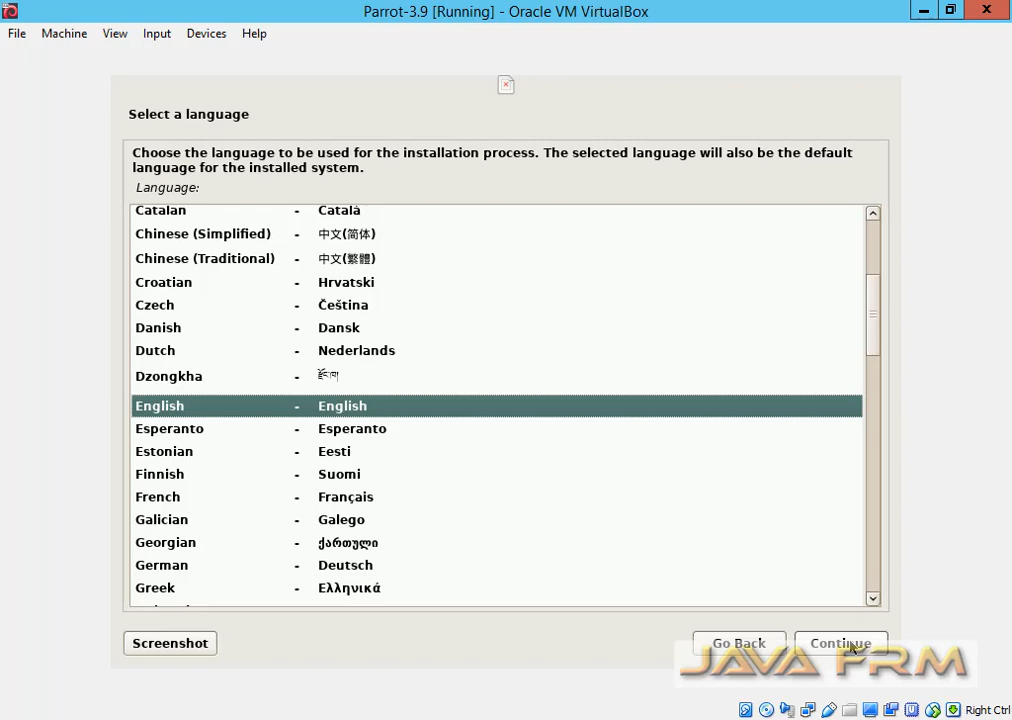 Parrot-3.9 [Running] - Oracle VM VirtualBox
File Machine View Input Devices Help
Select a language
Choose the language to be used for the installation process. The selected language will also be the default
language for the installed system.
Language:
Catalan - Català
Chinese (Simplified) - 中文(简体)
Chinese (Traditional) - 中文(繁體)
Croatian - Hrvatski
Czech - Čeština
Danish - Dansk
Dutch - Nederlands
Dzongkha - རྫོང་ཁ།
English - English
Esperanto - Esperanto
Estonian - Eesti
Finnish - Suomi
French - Français
Galician - Galego
Georgian - ქართული
German - Deutsch
Greek - Ελληνικά
Screenshot Go Back Continue
JAVA FRM
Right Ctrl